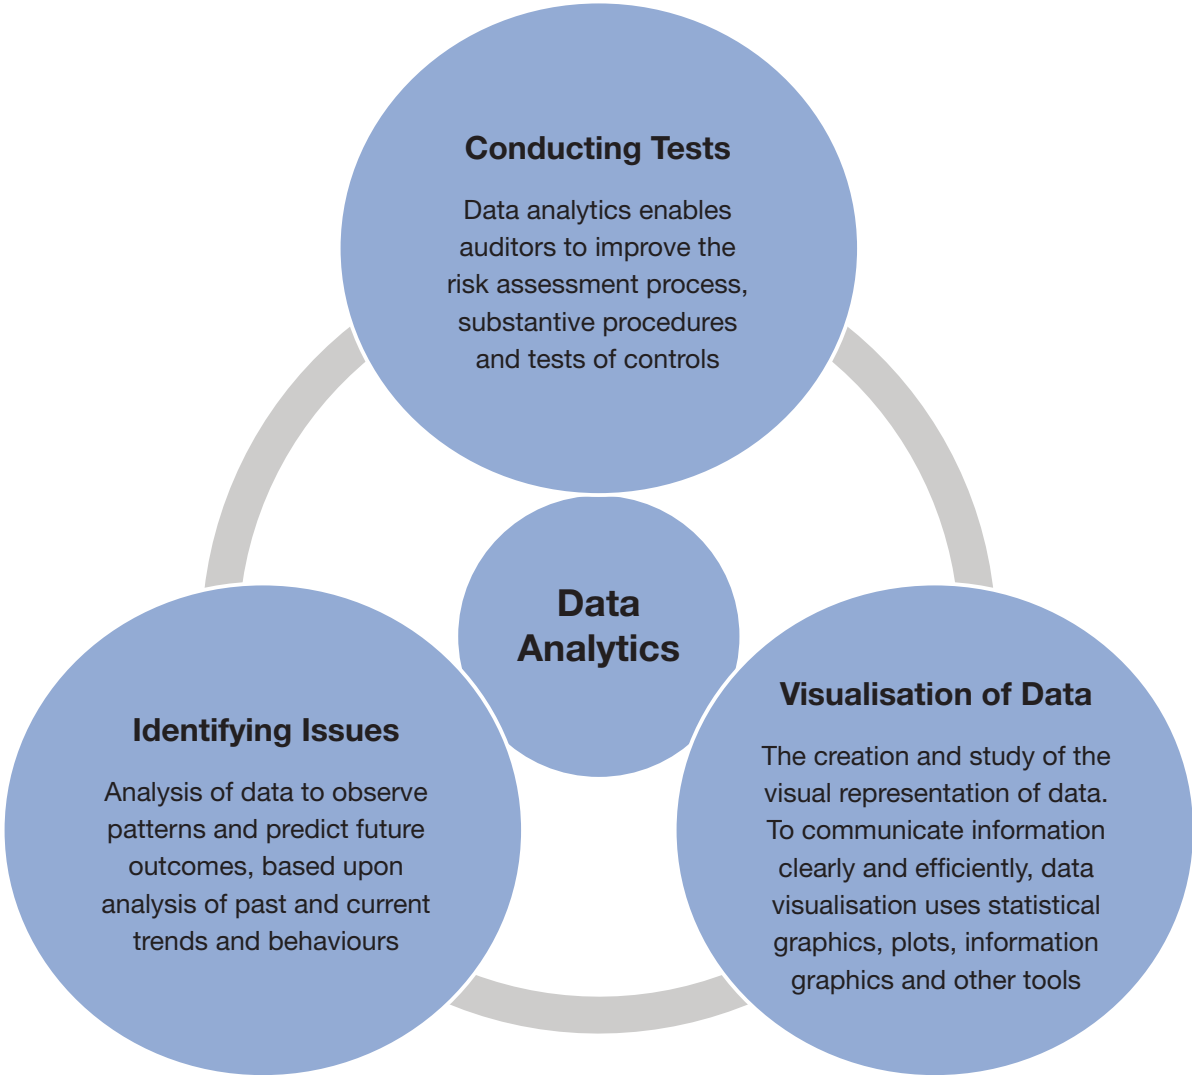 Conducting Tests
Data analytics enables
auditors to improve the
risk assessment process,
substantive procedures
and tests of controls
Data
Analytics
Identifying Issues
Analysis of data to observe
patterns and predict future
outcomes, based upon
analysis of past and current
trends and behaviours
Visualisation of Data
The creation and study of the
visual representation of data.
To communicate information
clearly and efficiently, data
visualisation uses statistical
graphics, plots, information
graphics and other tools